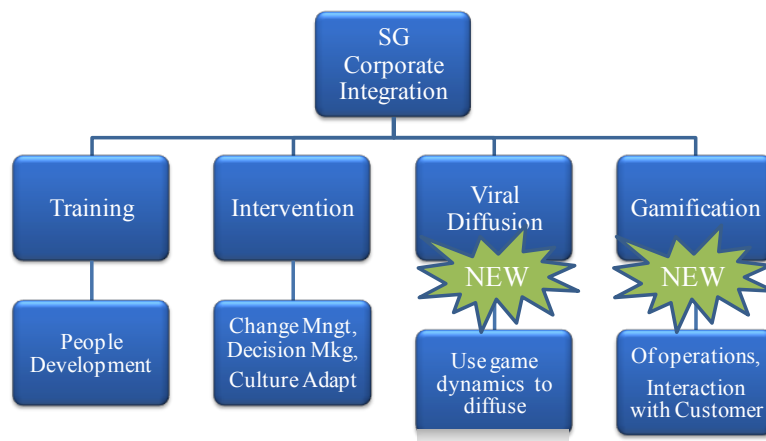 SG
Corporate
Integration
Training
Intervention
Viral
Diffusion
Gamification
NEW
NEW
People
Development
Change Mngt,
Decision Mkg,
Culture Adapt
Use game
dynamics to
diffuse
Of operations,
Interaction
with Customer